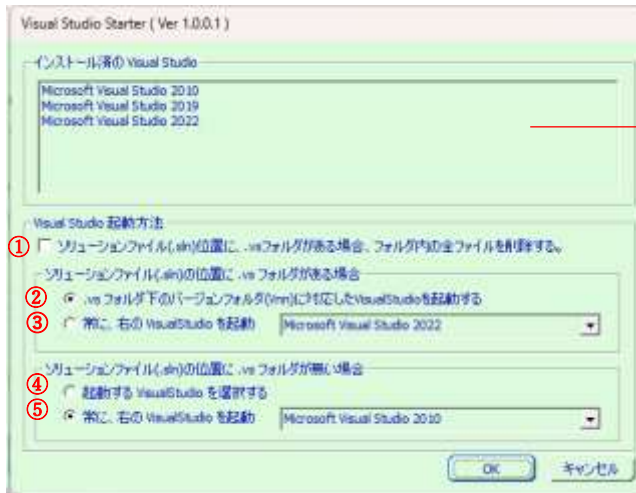 Visual Studio Starter ( Ver 1.0.0.1 )
インストール済の Visual Studio
Microsoft Visual Studio 2010
Microsoft Visual Studio 2019
Microsoft Visual Studio 2022
Visual Studio 起動方法
① ソリューションファイル(.sln)位置に、.vsフォルダがある場合、フォルダ内の全ファイルを削除する。
ソリューションファイル(.sln)の位置に .vs フォルダがある場合
② .vs フォルダ下のバージョンフォルダ(Vnn)に対応したVisualStudioを起動する
③ 常に、右の VisualStudio を起動 Microsoft Visual Studio 2022
ソリューションファイル(.sln)の位置に .vs フォルダが無い場合
④ 起動する VisualStudio を選択する
⑤ 常に、右の VisualStudio を起動 Microsoft Visual Studio 2010
OK キャンセル